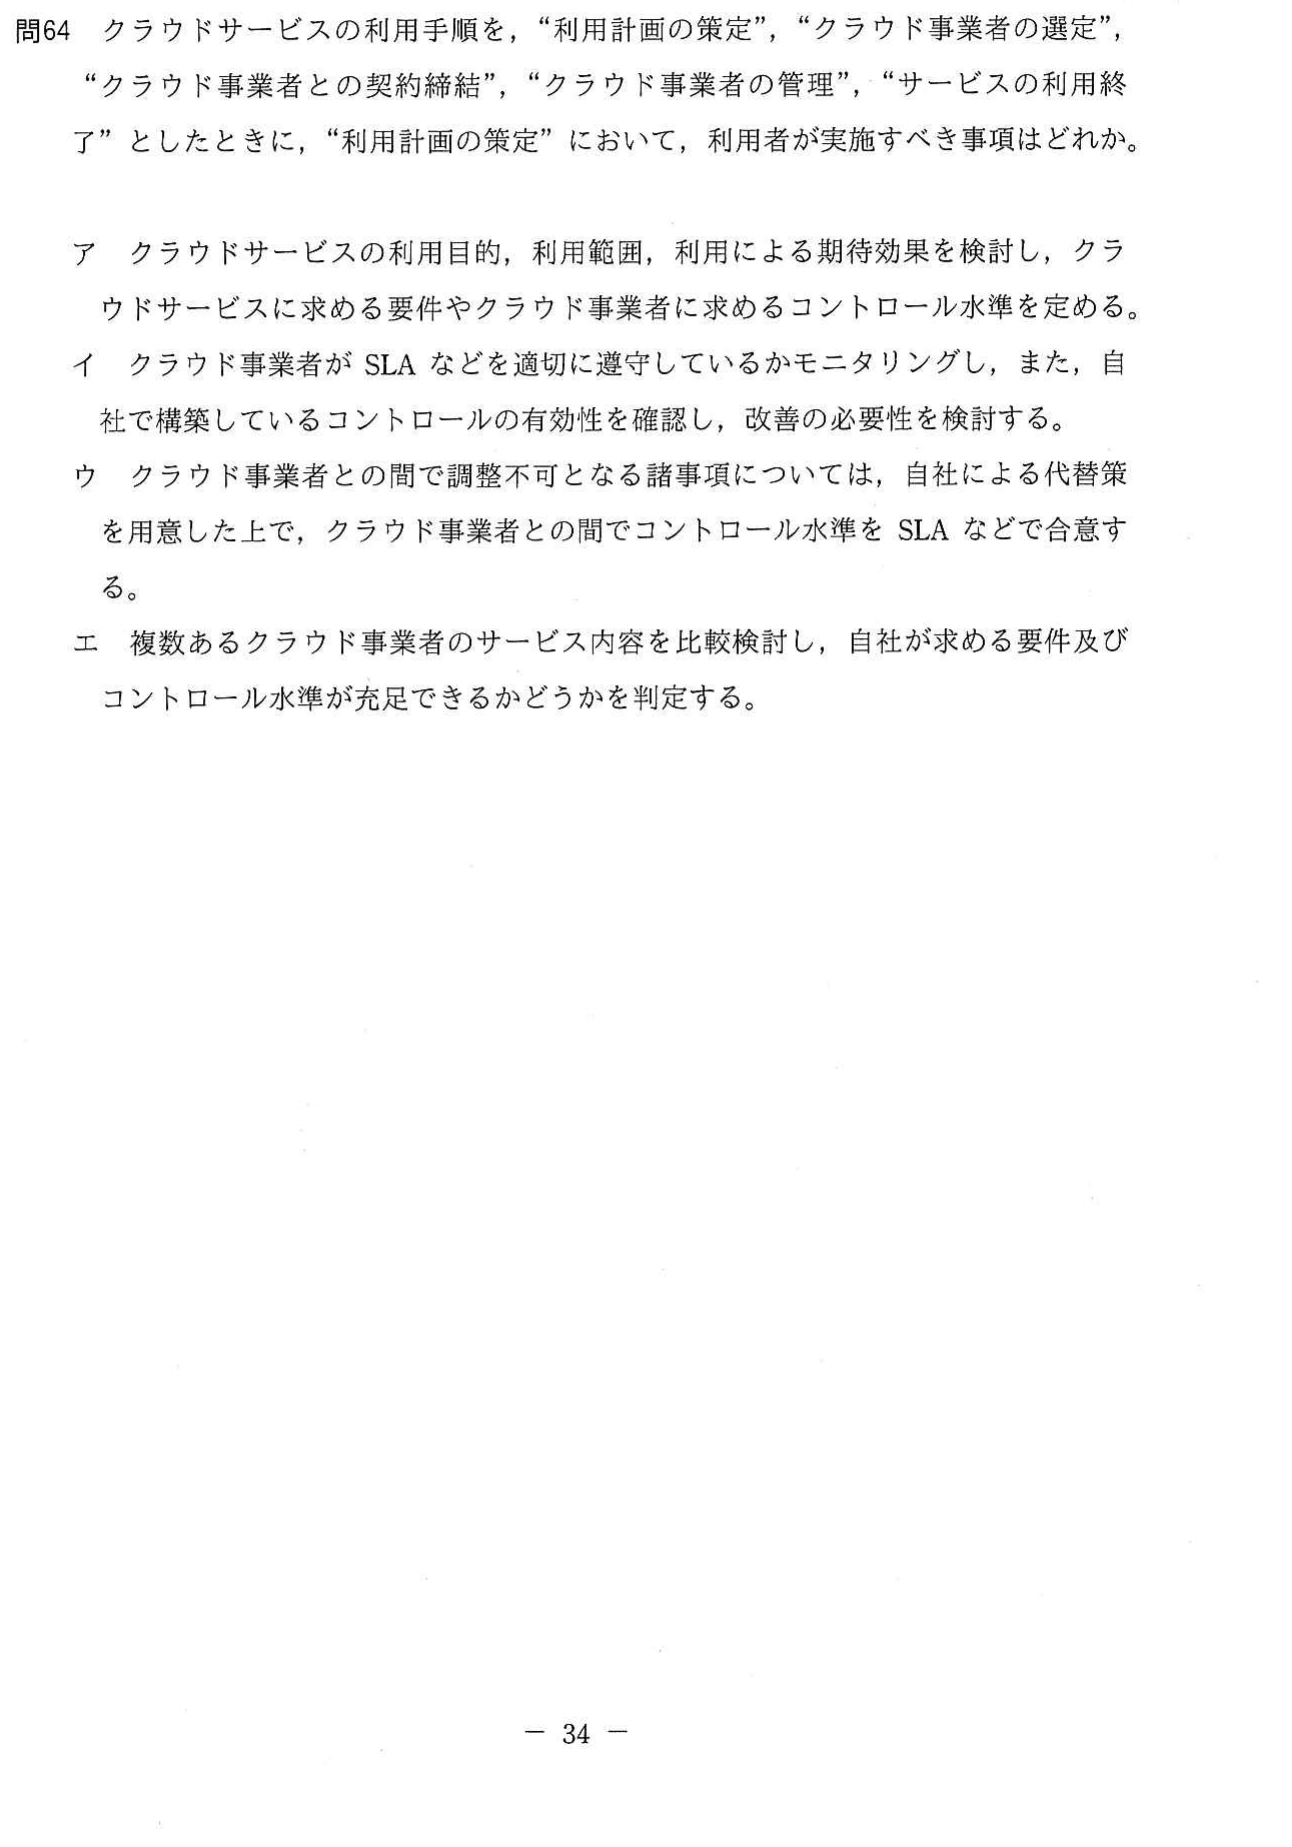 問64　クラウドサービスの利用手順を，“利用計画の策定”，“クラウド事業者の選定”，
“クラウド事業者との契約締結”，“クラウド事業者の管理”，“サービスの利用終
了”としたときに，“利用計画の策定”において，利用者が実施すべき事項はどれか。
ア　クラウドサービスの利用目的，利用範囲，利用による期待効果を検討し，クラ
ウドサービスに求める要件やクラウド事業者に求めるコントロール水準を定める。
イ　クラウド事業者が SLA などを適切に遵守しているかモニタリングし，また，自
社で構築しているコントロールの有効性を確認し，改善の必要性を検討する。
ウ　クラウド事業者との間で調整不可となる諸事項については，自社による代替策
を用意した上で，クラウド事業者との間でコントロール水準を SLA などで合意す
る。
エ　複数あるクラウド事業者のサービス内容を比較検討し，自社が求める要件及び
コントロール水準が充足できるかどうかを判定する。
－ 34 －